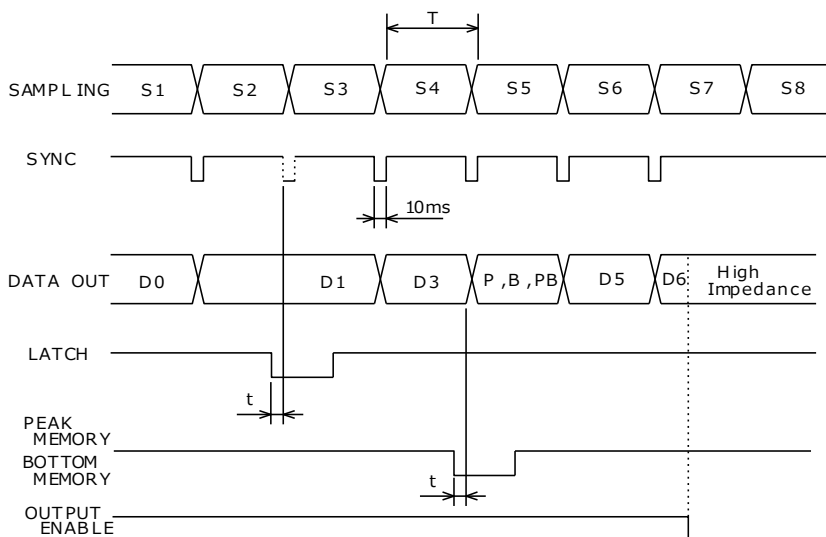 T
SAMPLING S1 S2 S3 S4 S5 S6 S7 S8
SYNC
10ms
DATA OUT D0 D1 D3 P,B,PB D5 D6 High
Impedance
LATCH
t
PEAK
MEMORY
BOTTOM
MEMORY
t
OUTPUT
ENABLE